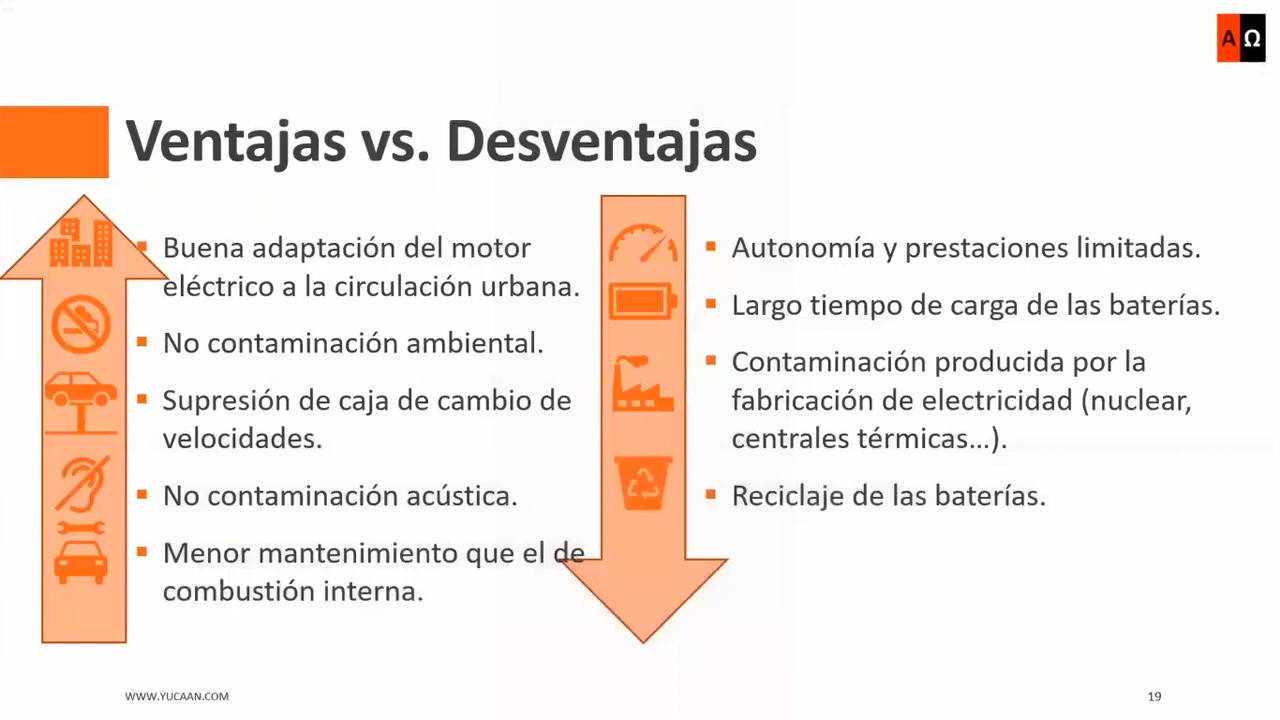 AΩ
Ventajas vs. Desventajas
Buena adaptación del motor
eléctrico a la circulación urbana.
No contaminación ambiental.
Supresión de caja de cambio de
velocidades.
No contaminación acústica.
Menor mantenimiento que el de
combustión interna.
Autonomía y prestaciones limitadas.
Largo tiempo de carga de las baterías.
Contaminación producida por la
fabricación de electricidad (nuclear,
centrales térmicas…).
Reciclaje de las baterías.
WWW.YUCAAN.COM
19